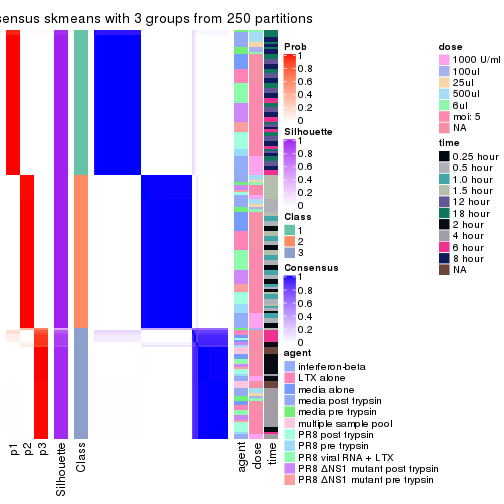 sensus skmeans with 3 groups from 250 partitions
Prob
1
0.8
0.6
0.4
0.2
0
Silhouette
1
0.8
0.6
0.4
0.2
0
Class
1
2
3
Consensus
1
0.8
0.6
0.4
0.2
0
agent
interferon-beta
LTX alone
media alone
media post trypsin
media pre trypsin
multiple sample pool
PR8 post trypsin
PR8 pre trypsin
PR8 viral RNA + LTX
PR8 ΔNS1 mutant post trypsin
PR8 ΔNS1 mutant pre trypsin
dose
1000 U/ml
100ul
25ul
500ul
6ul
moi: 5
NA
time
0.25 hour
0.5 hour
1.0 hour
1.5 hour
12 hour
18 hour
2 hour
4 hour
6 hour
8 hour
NA
p1
p2
p3
Silhouette
Class
agent
dose
time